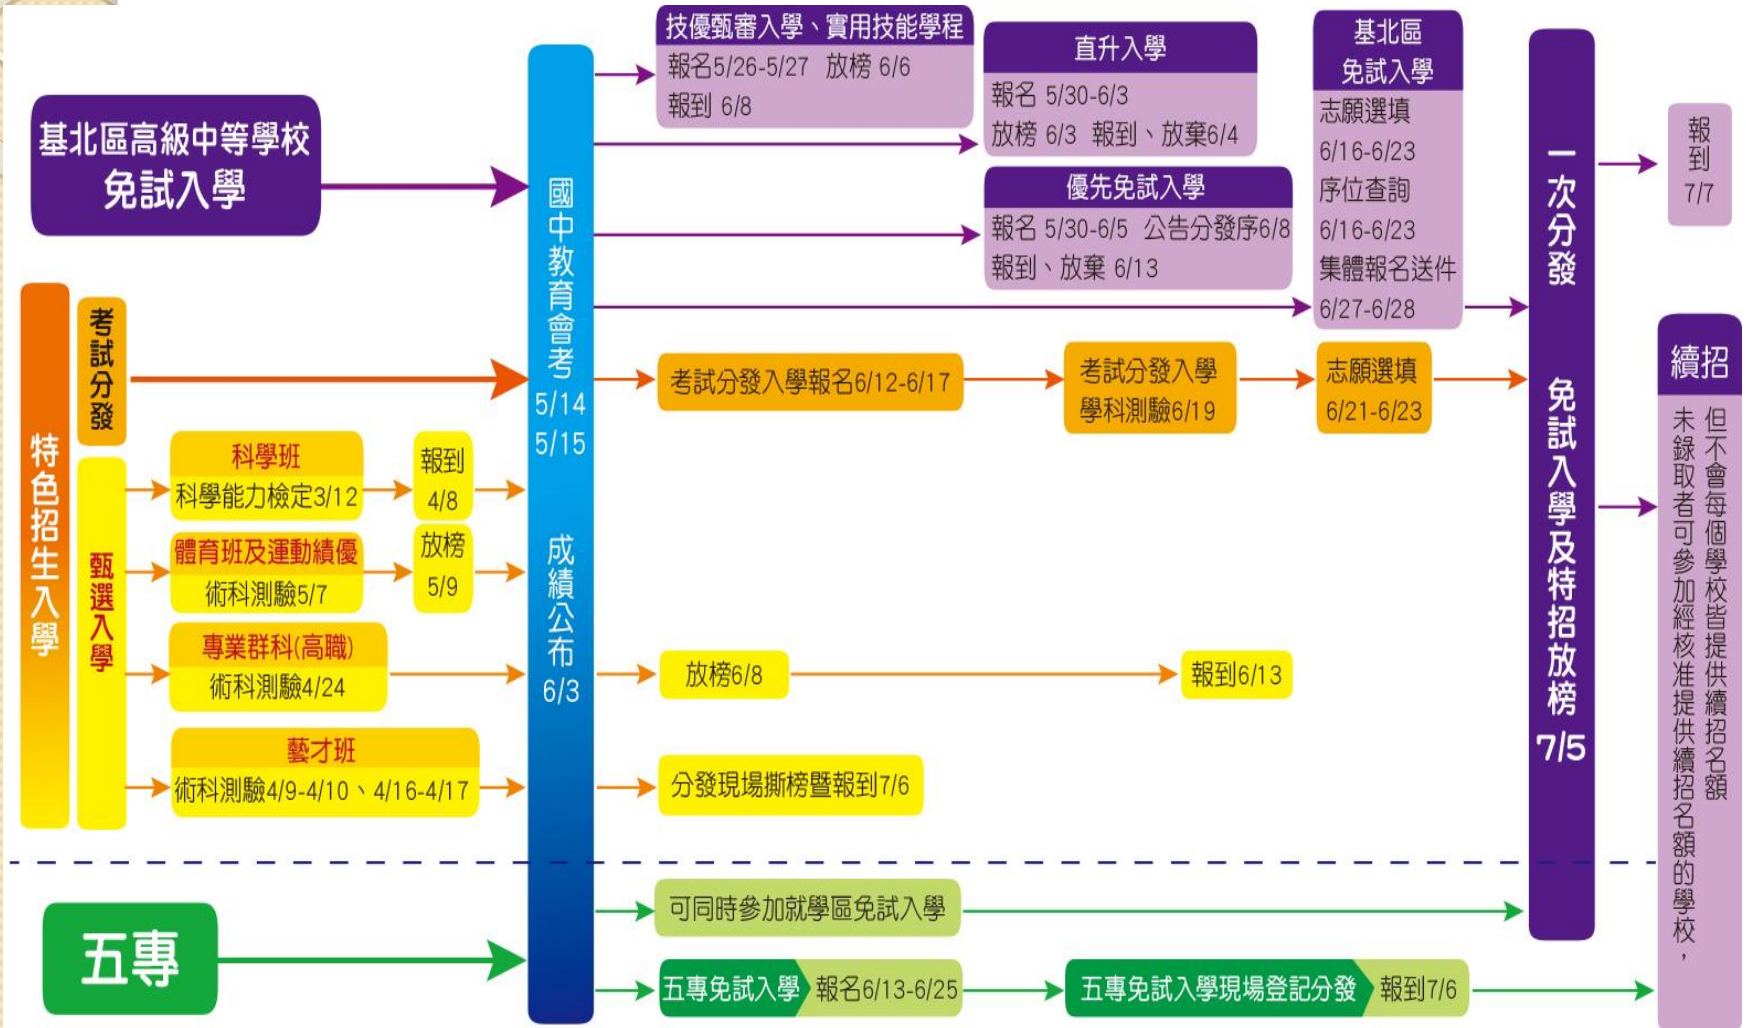 基北區高級中等學校
免試入學
特色招生入學
考試分發
甄選入學
科學班
科學能力檢定3/12
報到
4/8
體育班及運動績優
術科測驗5/7
放榜
5/9
專業群科(高職)
術科測驗4/24
藝才班
術科測驗4/9-4/10、4/16-4/17
國中教育會考
5/14
5/15
成績公布
6/3
技優甄審入學、實用技能學程
報名5/26-5/27 放榜 6/6
報到 6/8
直升入學
報名 5/30-6/3
放榜 6/3 報到、放棄6/4
優先免試入學
報名 5/30-6/5 公告分發序6/8
報到、放棄 6/13
基北區
免試入學
志願選填
6/16-6/23
序位查詢
6/16-6/23
集體報名送件
6/27-6/28
考試分發入學報名6/12-6/17
考試分發入學
學科測驗6/19
志願選填
6/21-6/23
放榜6/8
報到6/13
分發現場撕榜暨報到7/6
一次分發
免試入學及特招放榜
7/5
報到
7/7
續招
未錄取者可參加經核准提供續招名額的學校，
但不會每個學校皆提供續招名額
五專
可同時參加就學區免試入學
五專免試入學 報名6/13-6/25
五專免試入學現場登記分發 報到7/6